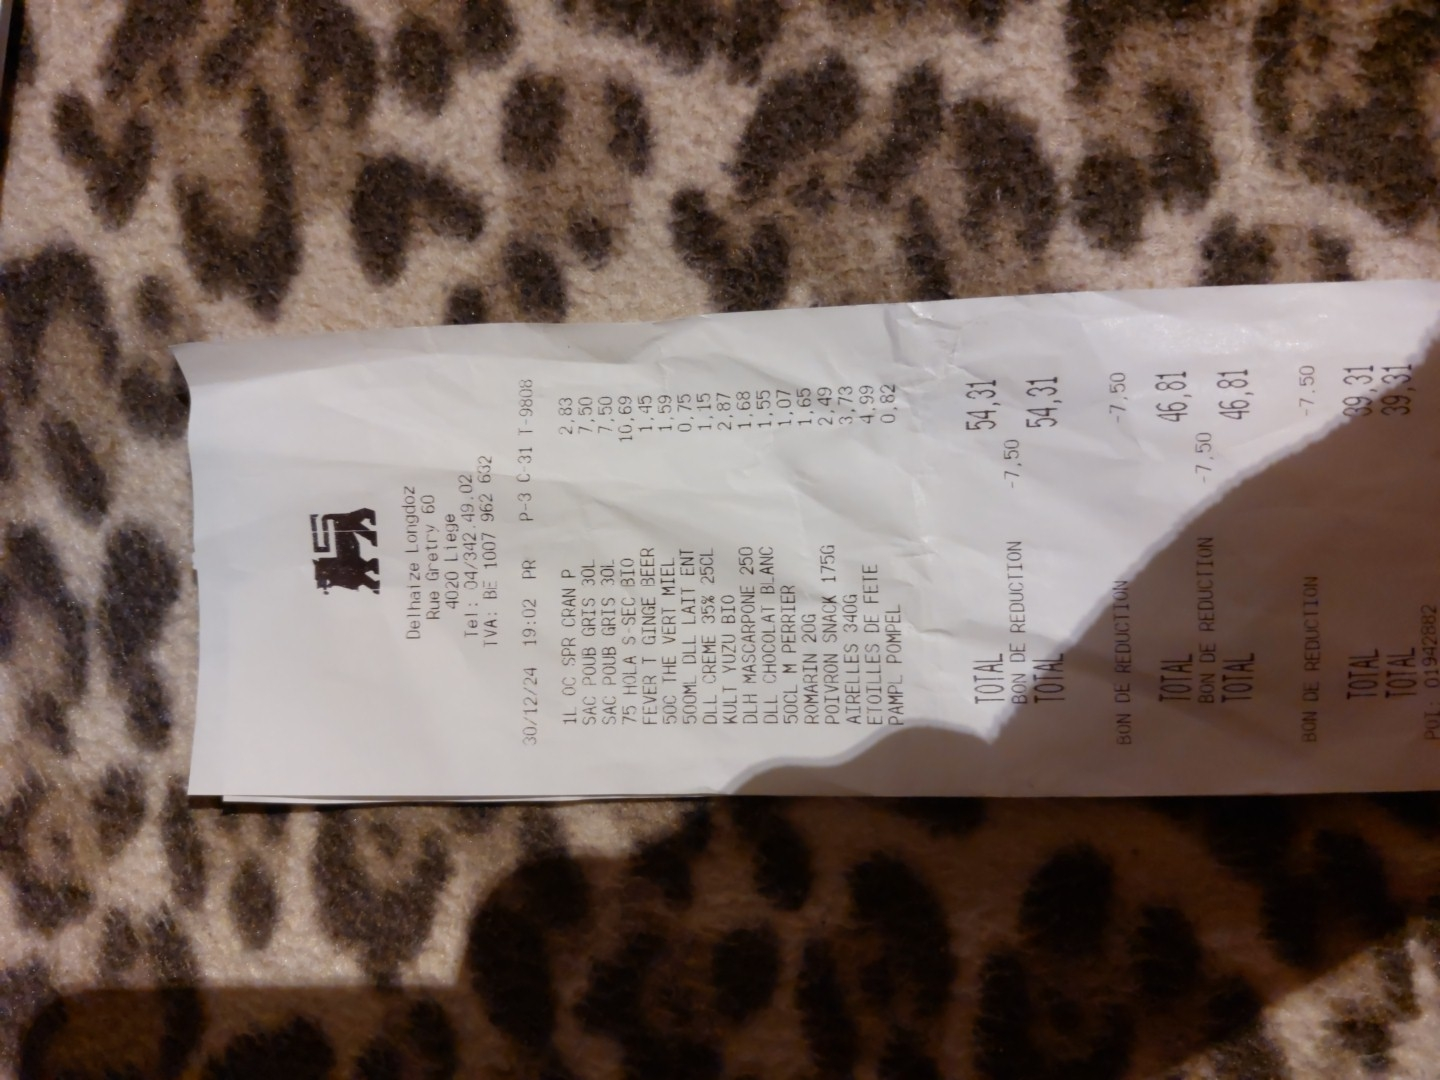 Delhaize Longdoz
Rue Gretry 60
4020 Liege
Tel: 04/342.49.02
TVA: BE 1007 962 632
30/12/24 19:02 PR P-3 C-31 T-9808
1L OC SPR CRAN P 2,83
SAC POUB GRIS 30L 7,50
SAC POUB GRIS 30L 7,50
75 HOLA S-SEC BIO 10,69
FEVER T GINGE BEER 1,45
50C THE VERT MIEL 1,59
500ML DLL LAIT ENT 0,75
DLL CREME 35% 25CL 1,15
KULT YUZU BIO 2,87
DLH MASCARPONE 250 1,68
DLL CHOCOLAT BLANC 1,55
50CL M PERRIER 1,07
ROMARIN 20G 1,65
POIVRON SNACK 175G 2,49
AIRELLES 340G 3,73
ETOILLES DE FETE 4,99
PAMPL POMPEL 0,82
TOTAL 54,31
BON DE REDUCTION -7,50
TOTAL 54,31
BON DE REDUCTION -7,50
TOTAL 46,81
BON DE REDUCTION -7,50
TOTAL 46,81
BON DE REDUCTION -7,50
TOTAL 39,31
TOTAL 39,31
POI: 01942882